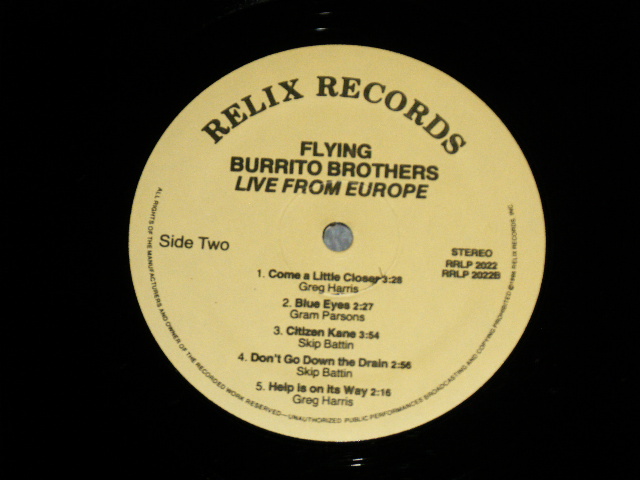 RELIX RECORDS
FLYING
BURRITO BROTHERS
LIVE FROM EUROPE
Side Two
STEREO
RRLP 2022
RRLP 2022B
1. Come a Little Closer 3:28
Greg Harris
2. Blue Eyes 2:27
Gram Parsons
3. Citizen Kane 3:54
Skip Battin
4. Don't Go Down the Drain 2:56
Skip Battin
5. Help is on its Way 2:16
Greg Harris
ALL RIGHTS OF THE MANUFACTURERS AND OWNER OF THE RECORDED WORK RESERVED—UNAUTHORIZED PUBLIC PERFORMANCES BROADCASTING AND COPYING PROHIBITED RELIX RECORDS, INC.